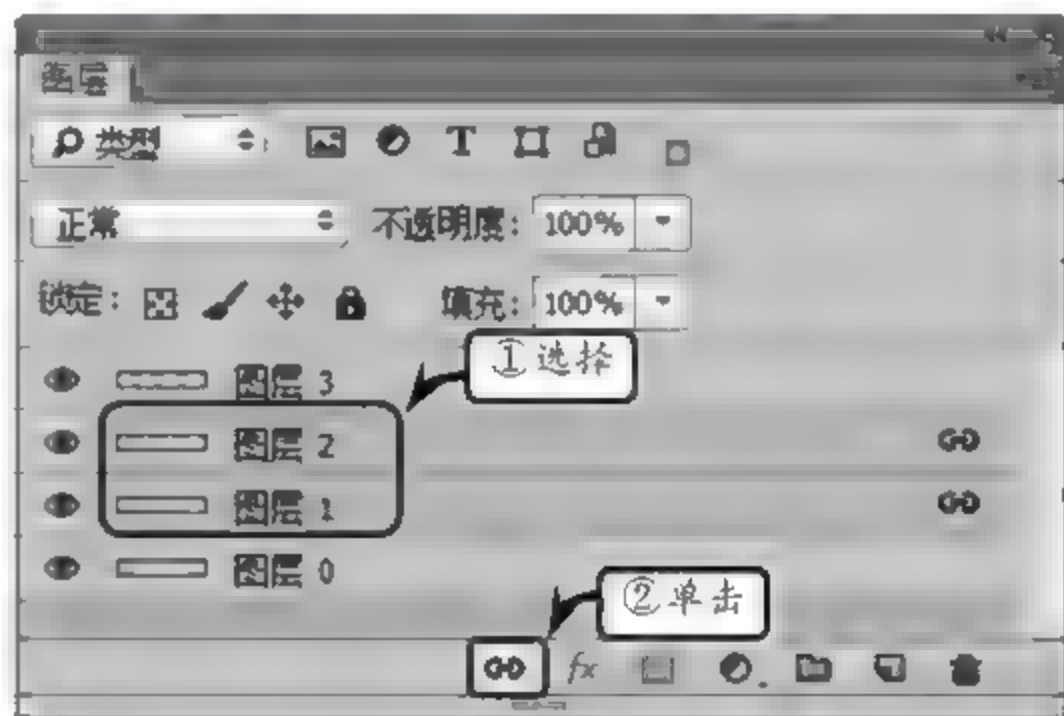 图层
类型 T
正常 不透明度: 100%
锁定: 填充: 100%
①选择
图层 3
图层 2
图层 1
图层 0
②单击
fx